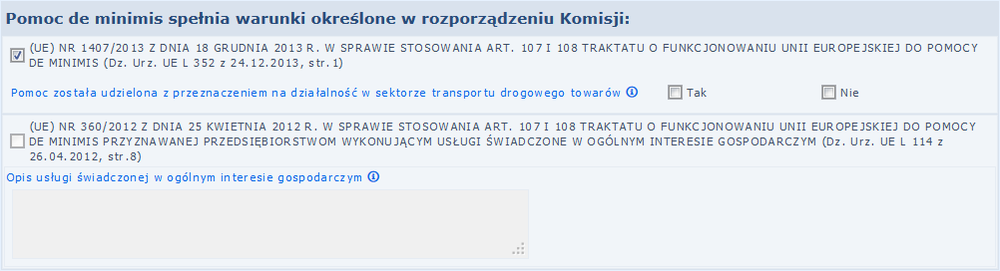 Pomoc de minimis spełnia warunki określone w rozporządzeniu Komisji:
(UE) NR 1407/2013 Z DNIA 18 GRUDNIA 2013 R. W SPRAWIE STOSOWANIA ART. 107 I 108 TRAKTATU O FUNKCJONOWANIU UNII EUROPEJSKIEJ DO POMOCY
DE MINIMIS (Dz. Urz. UE L 352 z 24.12.2013, str.1)
Pomoc została udzielona z przeznaczeniem na działalność w sektorze transportu drogowego towarów Tak Nie
(UE) NR 360/2012 Z DNIA 25 KWIETNIA 2012 R. W SPRAWIE STOSOWANIA ART. 107 I 108 TRAKTATU O FUNKCJONOWANIU UNII EUROPEJSKIEJ DO POMOCY
DE MINIMIS PRZYZNAWANEJ PRZEDSIĘBIORSTWOM WYKONUJĄCYM USŁUGI ŚWIADCZONE W OGÓLNYM INTERESIE GOSPODARCZYM (Dz. Urz. UE L 114 z
26.04.2012, str.8)
Opis usługi świadczonej w ogólnym interesie gospodarczym